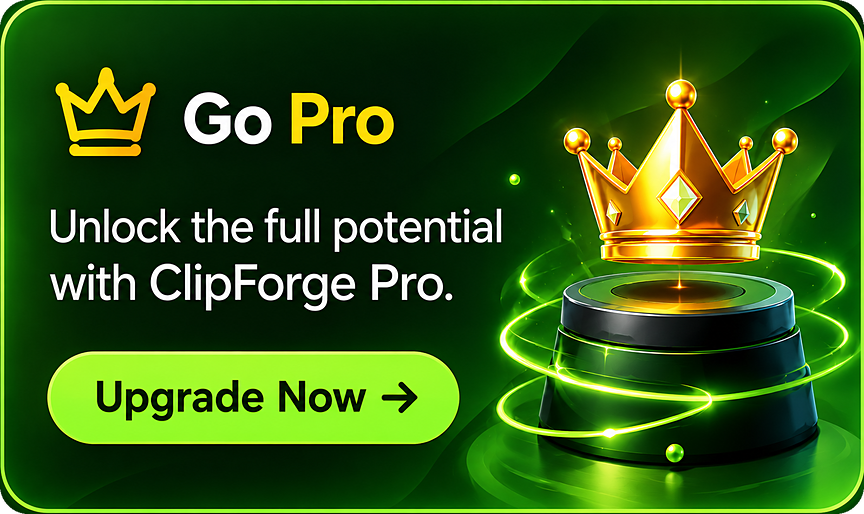 Go Pro
Unlock the full potential
with ClipForge Pro.
Upgrade Now →